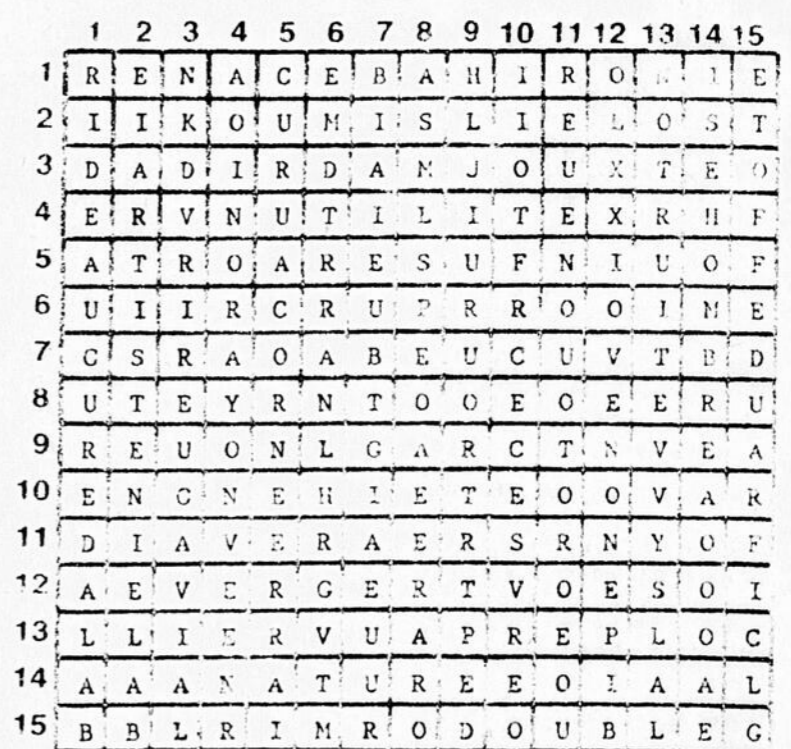 1 2 3 4 5 6 7 8 9 10 11 12 13 14 15
1 R E N A C E B A H I R O I E
2 I I K O U M I S L I E L O S T
3 D A D I R D A M J O U X T E O
4 E R V N U T I L I T E X R H F
5 A T R O A R E S U F N I U O F
6 U I I R C R U P R R O O I M E
7 C S R A O A B E U C U V T B D
8 U T E Y R N T O O E O E E R U
9 R E U O N L G A R C T N V E A
10 E N C N E H I E T E O O V A R
11 D I A V E R A E R S R N Y O F
12 A E V E R G E R T V O E S O I
13 L L I E R V U A P R E P L O C
14 A A A N A T U R E E O I A A L
15 B B L R I M R O D O U B L E G